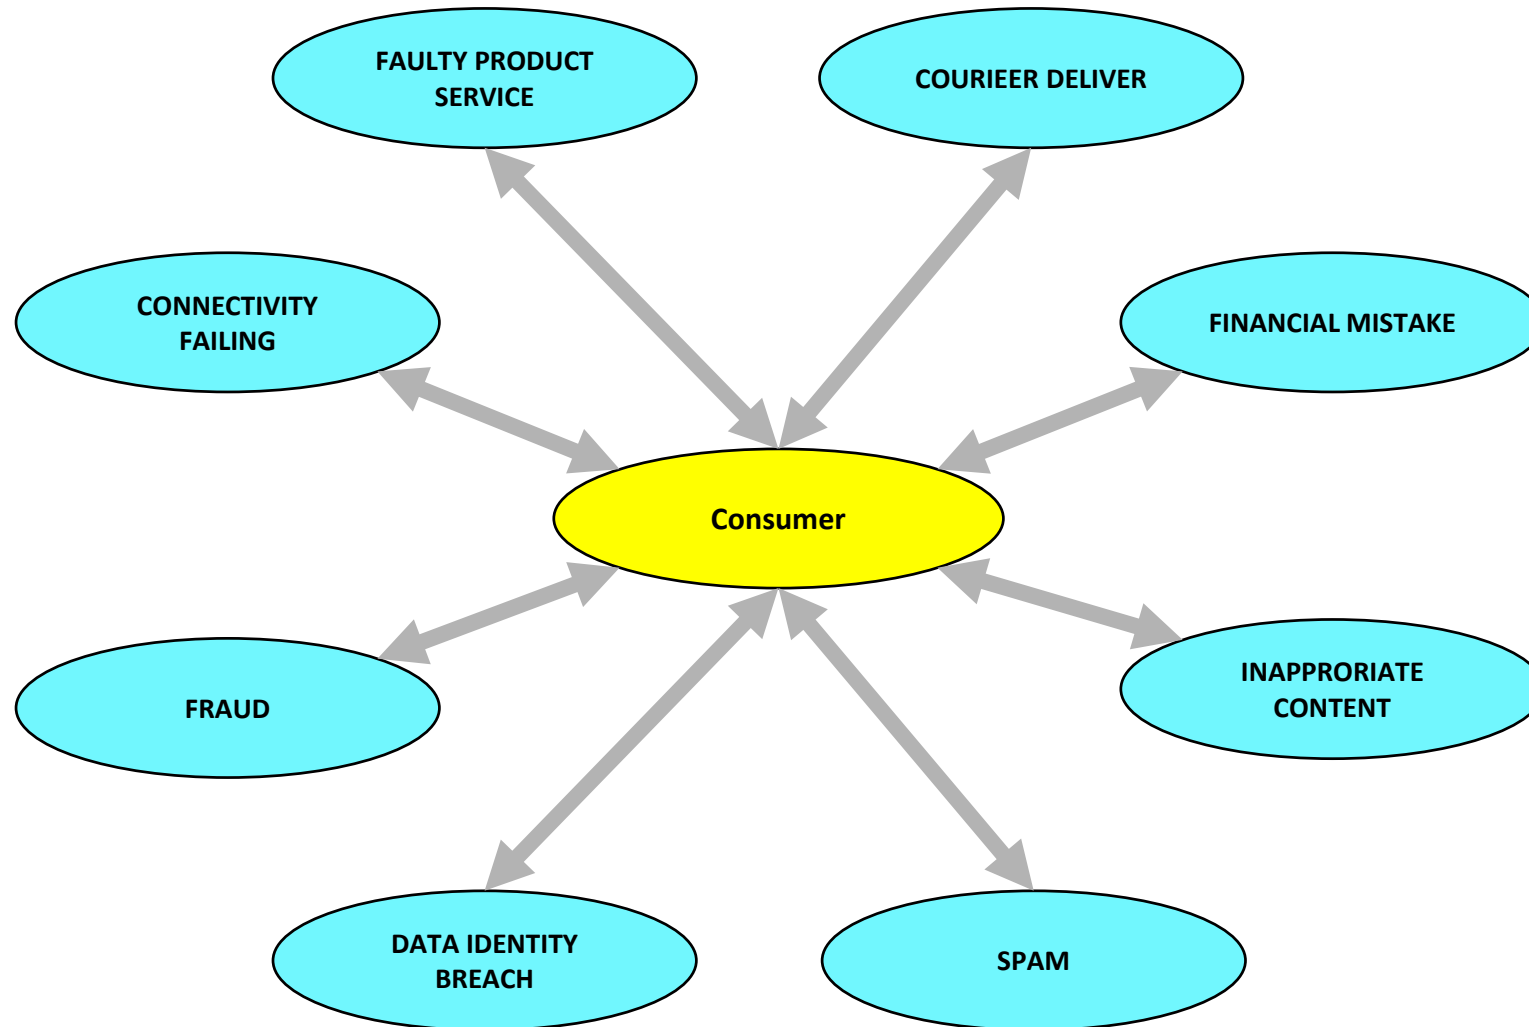 FAULTY PRODUCT
SERVICE
COURIEER DELIVER
CONNECTIVITY
FAILING
FINANCIAL MISTAKE
Consumer
FRAUD
INAPPRORIATE
CONTENT
DATA IDENTITY
BREACH
SPAM